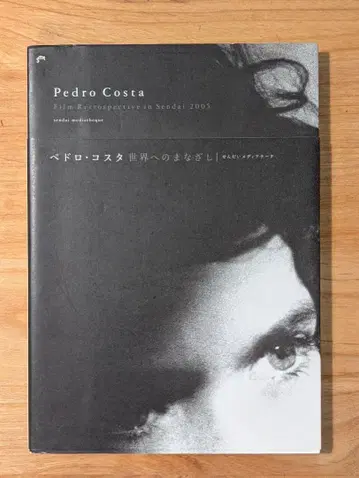 Pedro Costa
Film Retrospective in Sendai 2005
sendai mediatheque
ペドロ・コスタ 世界へのまなざし | せんだいメディアテーク